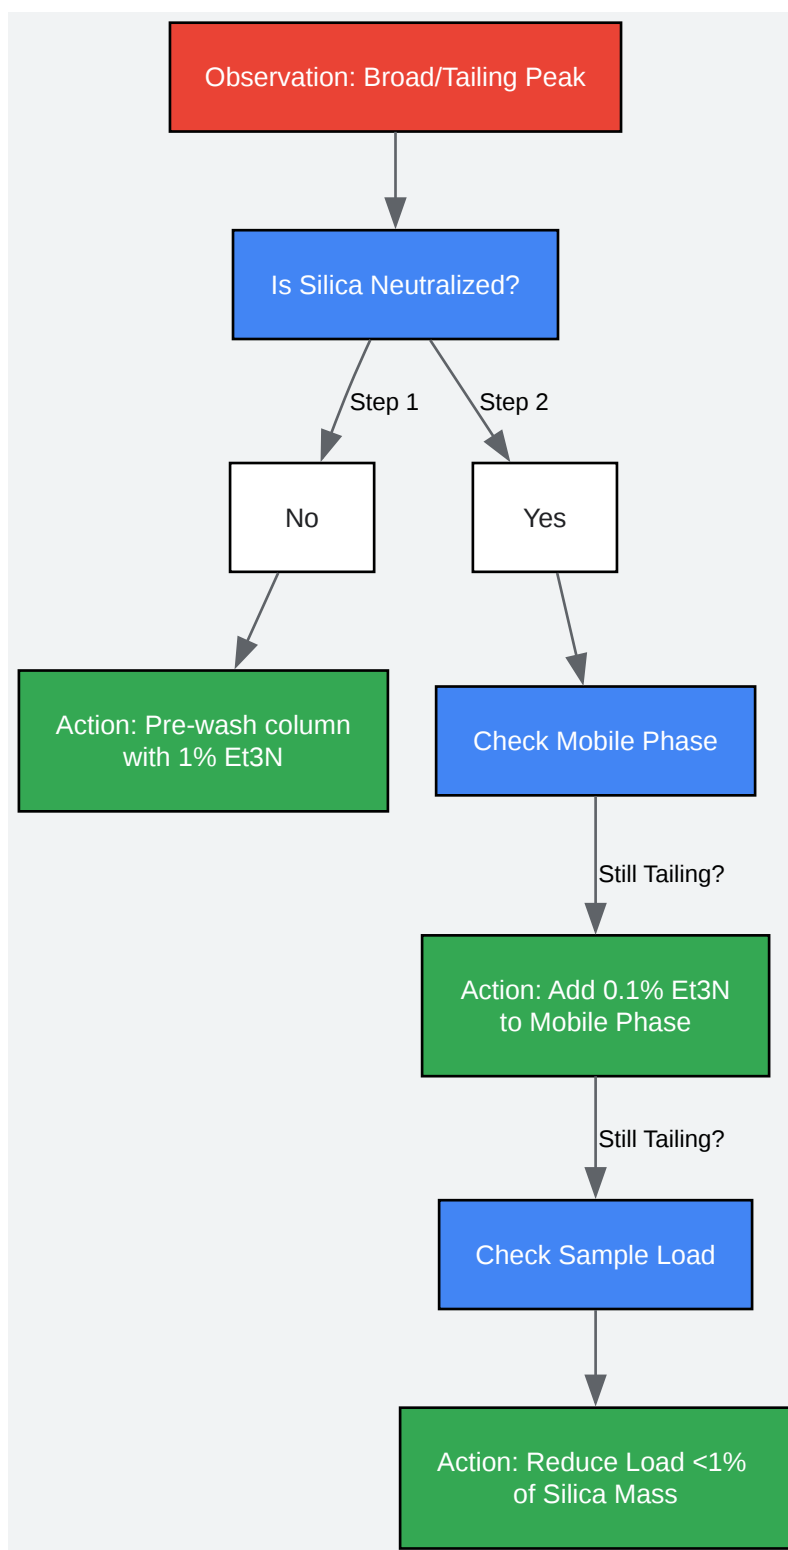 Observation: Broad/Tailing Peak
Is Silica Neutralized?
Step 1
Step 2
No
Yes
Action: Pre-wash column
with 1% Et3N
Check Mobile Phase
Still Tailing?
Action: Add 0.1% Et3N
to Mobile Phase
Still Tailing?
Check Sample Load
Action: Reduce Load <1%
of Silica Mass